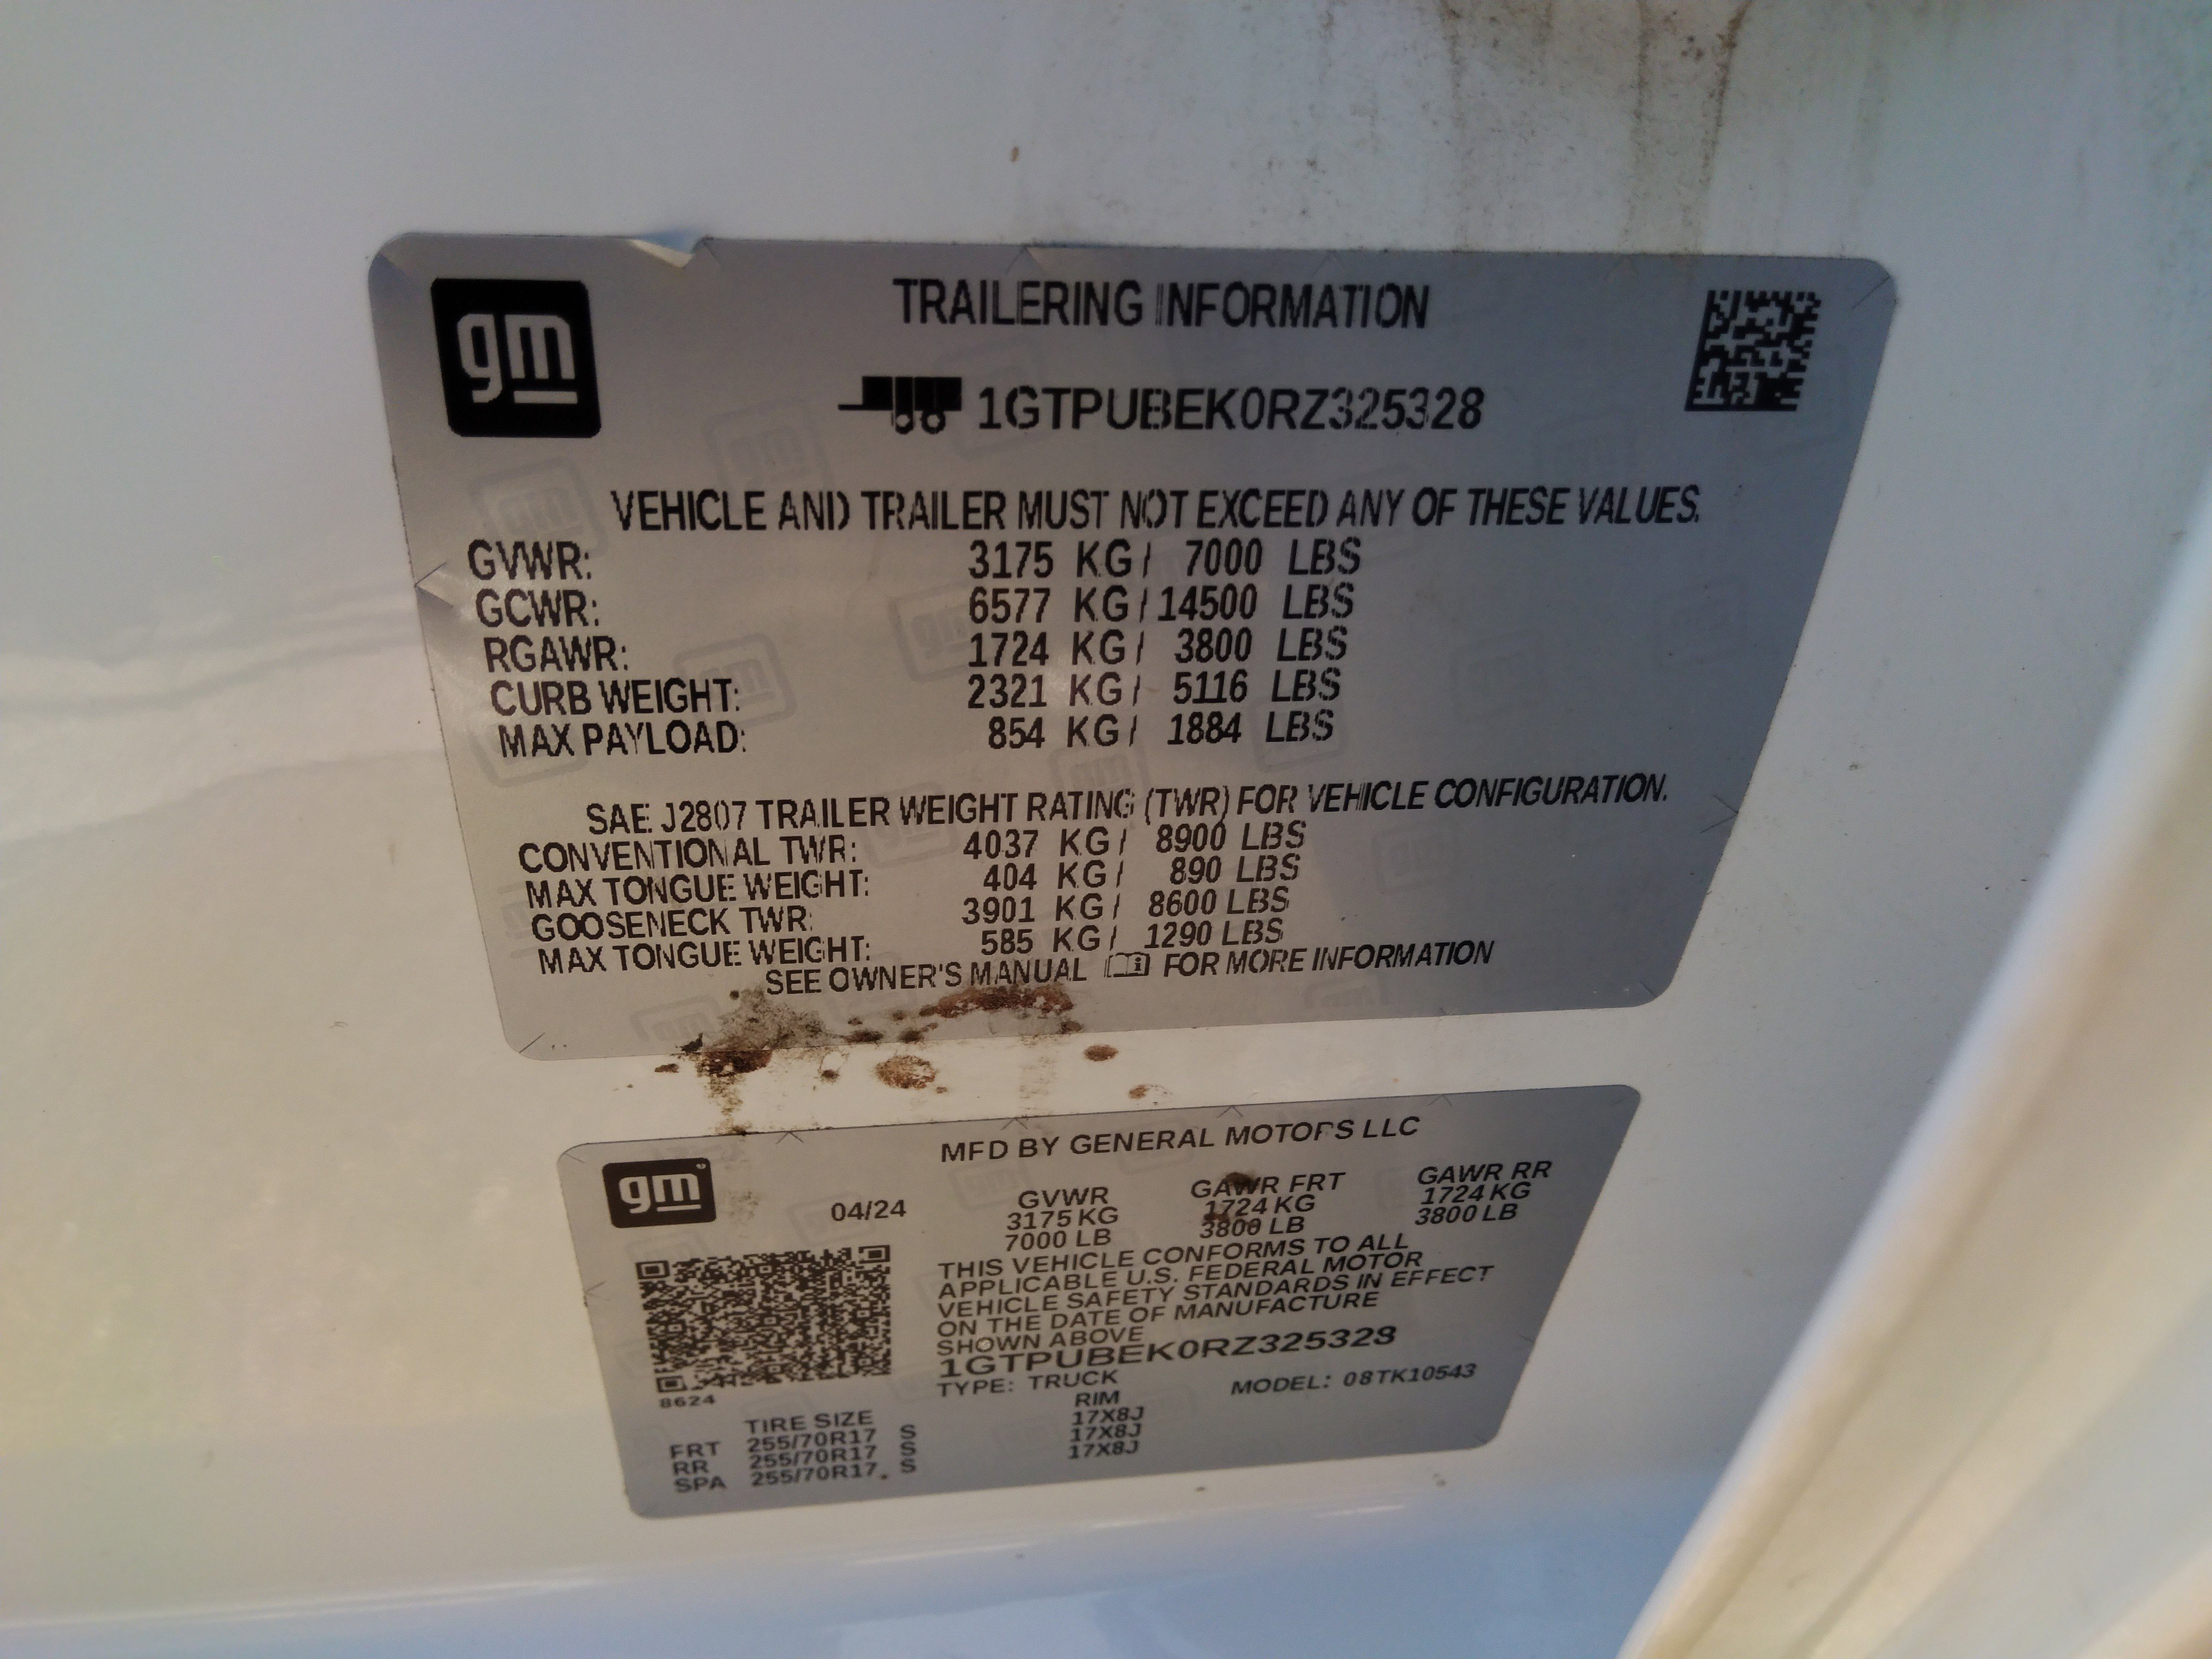 gm
TRAILERING INFORMATION
1GTPUBEK0RZ325328
VEHICLE AND TRAILER MUST NOT EXCEED ANY OF THESE VALUES.
GVWR: 3175 KG/ 7000 LBS
GCWR: 6577 KG/14500 LBS
RGAWR: 1724 KG/ 3800 LBS
CURB WEIGHT: 2321 KG/ 5116 LBS
MAX PAYLOAD: 854 KG/ 1884 LBS
SAE J2807 TRAILER WEIGHT RATING (TWR) FOR VEHICLE CONFIGURATION.
CONVENTIONAL TWR: 4037 KG/ 8900 LBS
MAX TONGUE WEIGHT: 404 KG/ 890 LBS
GOOSENECK TWR: 3901 KG/ 8600 LBS
MAX TONGUE WEIGHT: 585 KG/ 1290 LBS
SEE OWNER'S MANUAL FOR MORE INFORMATION
gm
MFD BY GENERAL MOTORS LLC
04/24 GVWR GAWR FRT GAWR RR
3175 KG 1724 KG 1724 KG
7000 LB 3800 LB 3800 LB
THIS VEHICLE CONFORMS TO ALL
APPLICABLE U.S. FEDERAL MOTOR
VEHICLE SAFETY STANDARDS IN EFFECT
ON THE DATE OF MANUFACTURE
SHOWN ABOVE
1GTPUBEK0RZ325328
TYPE: TRUCK MODEL: 08TK10543
8624
TIRE SIZE RIM
FRT 255/70R17 S 17X8J
RR 255/70R17 S 17X8J
SPA 255/70R17 S 17X8J